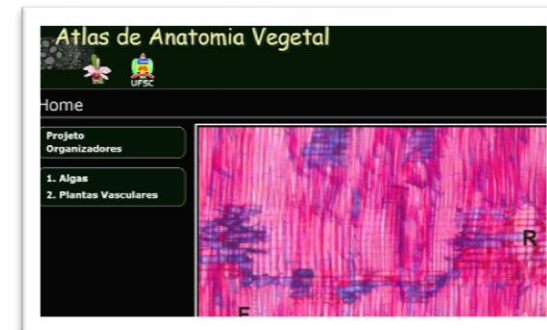 Atlas de Anatomia Vegetal
UFSC
Home
Projeto
Organizadores
1. Algas
2. Plantas Vasculares
R